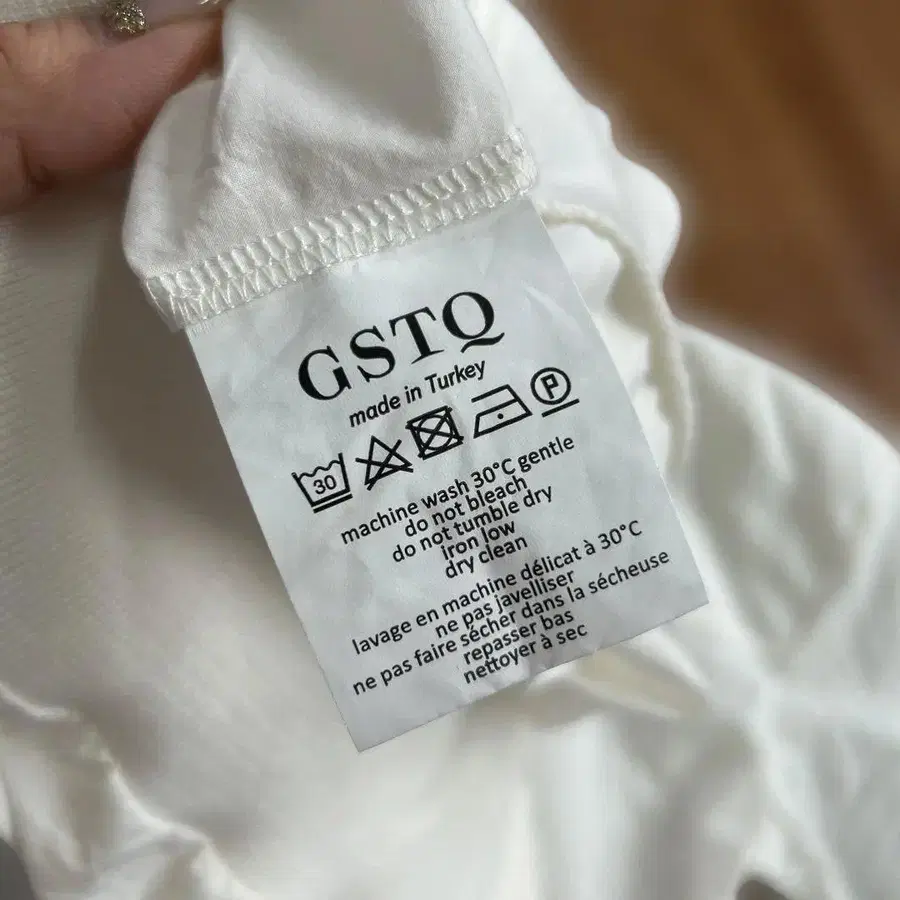 GSTQ
made in Turkey
30 P
machine wash 30°C gentle
do not bleach
do not tumble dry
iron low
dry clean
lavage en machine délicat à 30°C
ne pas javelliser
ne pas faire sécher dans la sécheuse
repasser bas
nettoyer à sec